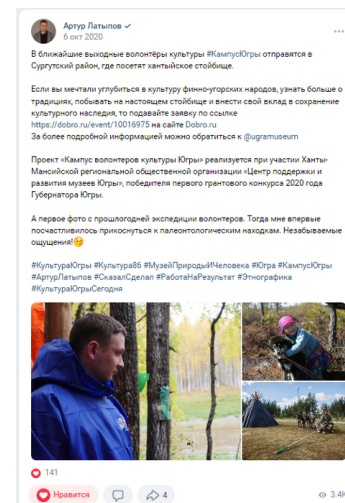 Артур Латыпов
6 окт 2020
В ближайшие выходные волонтёры культуры #КампусЮгры отправятся в
Сургутский район, где посетят хантыйское стойбище.
Если вы мечтали углубиться в культуру финно-угорских народов, узнать больше о
традициях, побывать на настоящем стойбище и внести свой вклад в сохранение
культурного наследия, то подавайте заявку по ссылке
https://dobro.ru/event/10016975 на сайте Dobro.ru
За более подробной информацией можно обратиться к @ugramuseum
Проект «Кампус волонтеров культуры Югры» реализуется при участии Ханты-
Мансийской региональной общественной организации «Центр поддержки и
развития музеев Югры», победителя первого грантового конкурса 2020 года
Губернатора Югры.
А первое фото с прошлогодней экспедиции волонтеров. Тогда мне впервые
посчастливилось прикоснуться к палеонтологическим находкам. Незабываемые
ощущения!😉
#КультураЮгры #Культура86 #МузейПриродыИЧеловека #Югра #КампусЮгры
#АртурЛатыпов #СказалСделал #РаботаНаРезультат #Этнографика
#КультураЮгрыСегодня
141
Нравится
4
3.4K